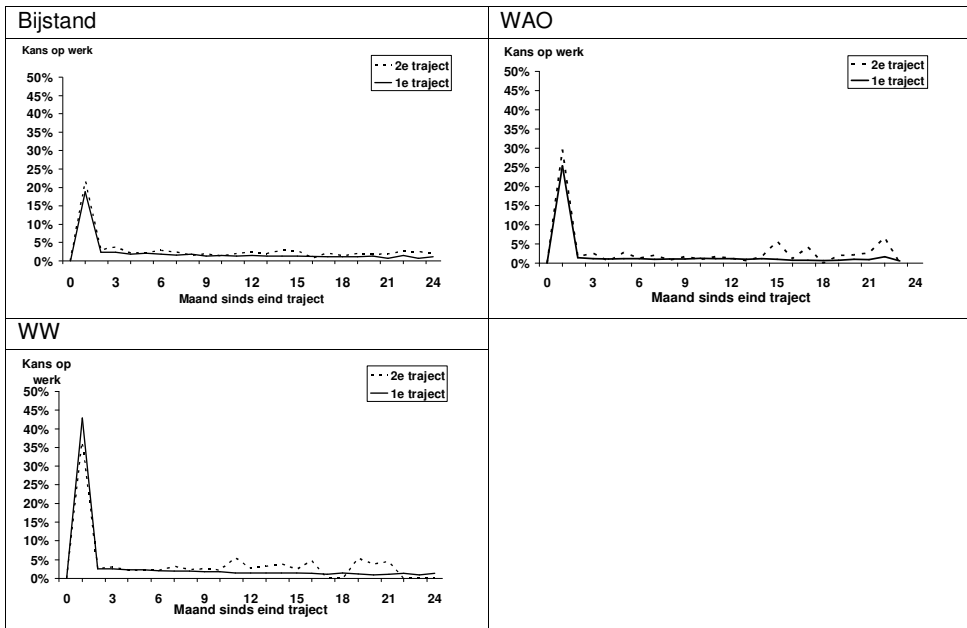 Bijstand
Kans op werk
2e traject
1e traject
50%
45%
40%
35%
30%
25%
20%
15%
10%
5%
0%
0 3 6 9 12 15 18 21 24
Maand sinds eind traject
WAO
Kans op werk
2e traject
1e traject
50%
45%
40%
35%
30%
25%
20%
15%
10%
5%
0%
0 3 6 9 12 15 18 21 24
Maand sinds eind traject
WW
Kans op
werk
2e traject
1e traject
50%
45%
40%
35%
30%
25%
20%
15%
10%
5%
0%
0 3 6 9 12 15 18 21 24
Maand sinds eind traject